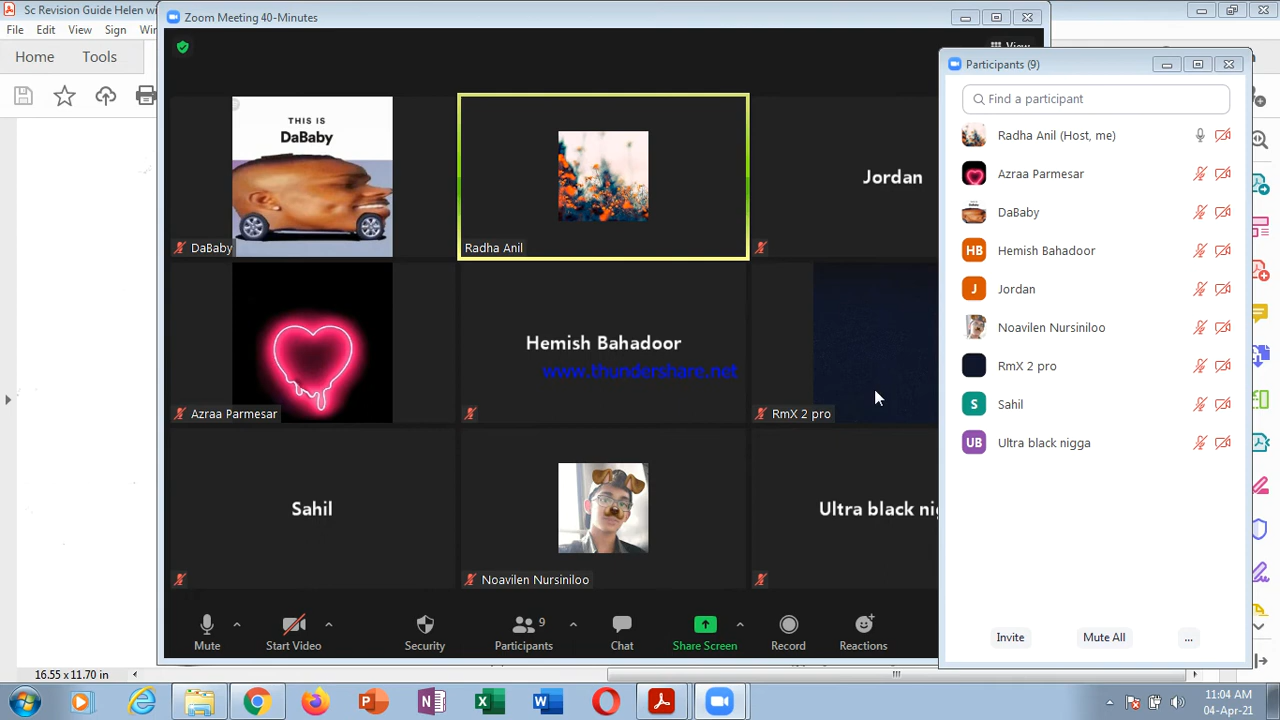 Sc Revision Guide Helen wi
File Edit View Sign Win
Home Tools
Zoom Meeting 40-Minutes
View
THIS IS
DaBaby
DaBaby
Radha Anil
Jordan
Azraa Parmesar
Hemish Bahadoor
www.thundershare.net
RmX 2 pro
Sahil
Noavilen Nursiniloo
Ultra black nig
Mute
Start Video
Security
Participants 9
Chat
Share Screen
Record
Reactions
Participants (9)
Find a participant
Radha Anil (Host, me)
Azraa Parmesar
DaBaby
HB Hemish Bahadoor
J Jordan
Noavilen Nursiniloo
RmX 2 pro
S Sahil
UB Ultra black nigga
Invite Mute All ...
16.55 x 11.70 in
11:04 AM
04-Apr-21